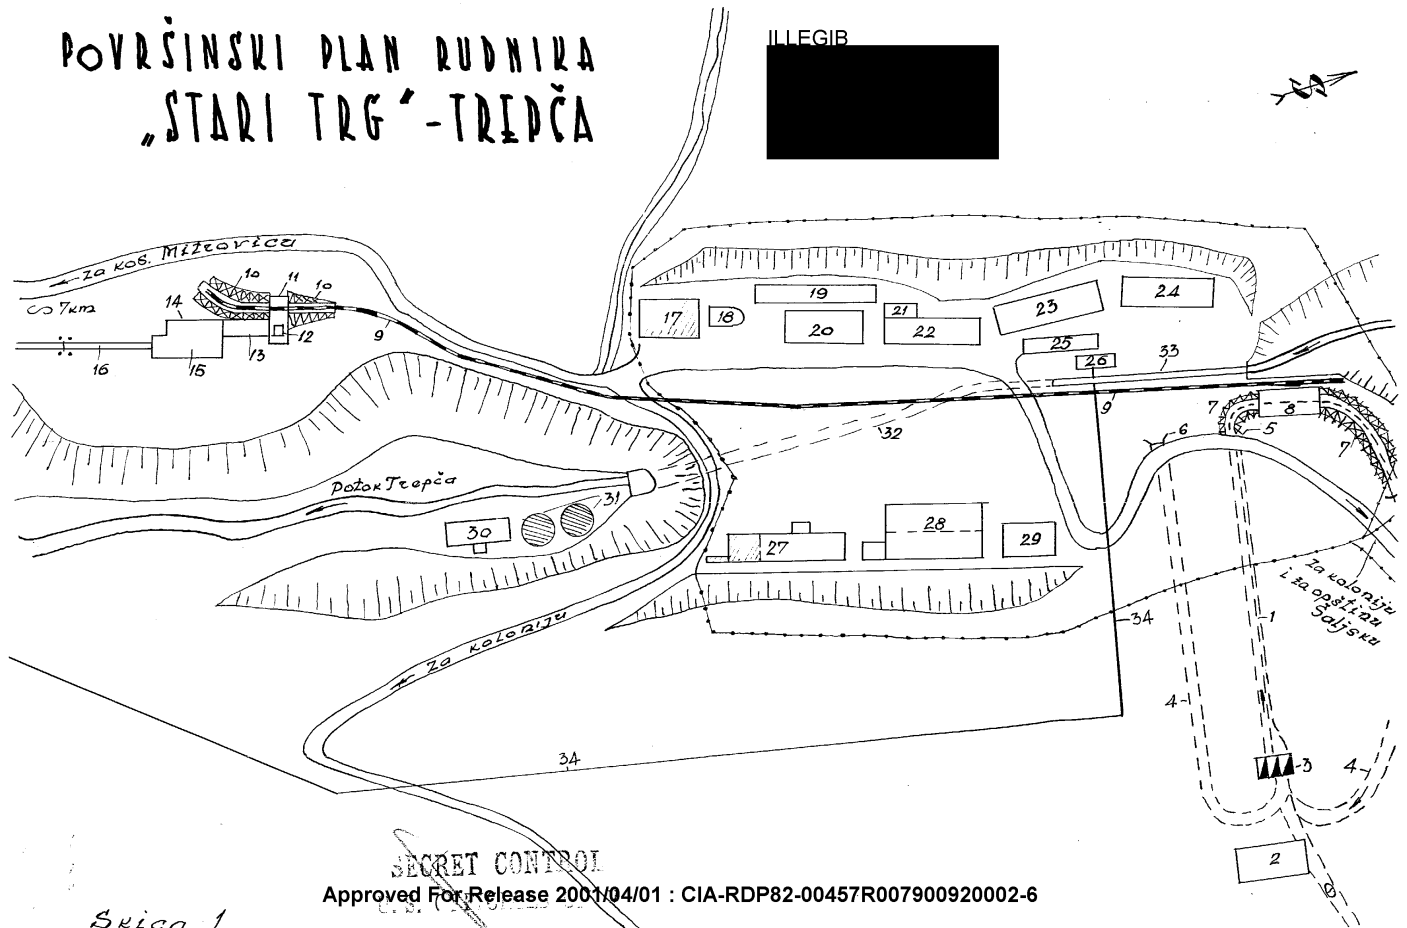 POVRŠINSKI PLAN RUDNIKA
„STARI TRG“-TREPČA
ILLEGIB
S
Za kos. Mitrovicu
∽ 7km
10
11
10
14
9
12
13
15
16
17
18
19
20
21
22
23
24
25
26
33
9
32
7
8
5
6
7
Potok Trepča
31
30
27
28
29
Za koloniju
i za opštinu
Šaljsku
Za koloniju
34
1
4
34
3
4
2
SECRET CONTROL
Approved For Release 2001/04/01 : CIA-RDP82-00457R007900920002-6
U.S.
Skica 1